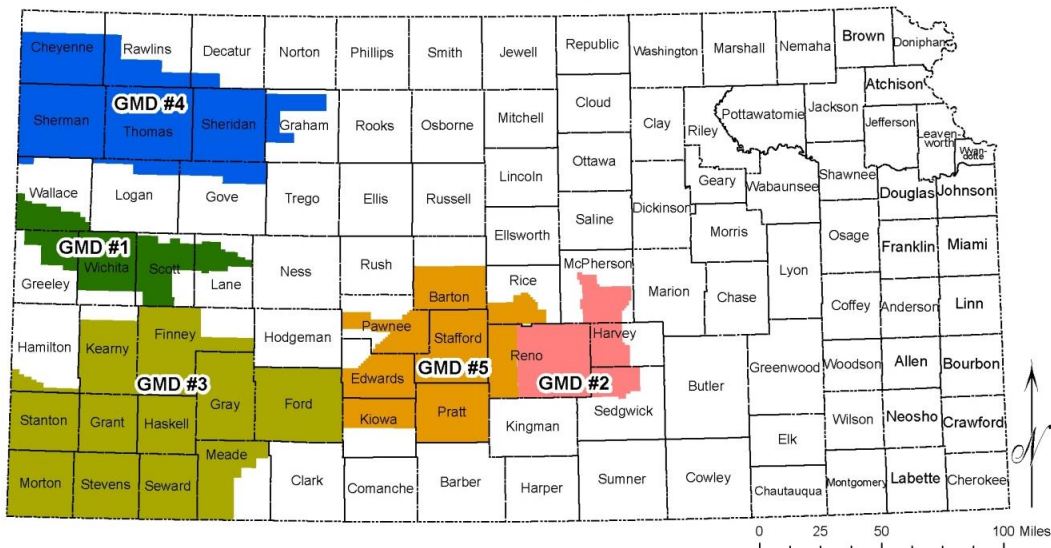 Cheyenne Rawlins Decatur Norton Phillips Smith Jewell Republic Washington Marshall Nemaha Brown Doniphan
Atchison
GMD #4
Sherman Thomas Sheridan Graham Rooks Osborne Mitchell Cloud Clay Riley Pottawatomie Jackson Jefferson
eaven-
worth
Wyan-
dotte
Ottawa
Wallace Logan Gove Trego Ellis Russell Lincoln Geary Wabaunsee Shawnee Douglas Johnson
Saline Dickinson Morris Osage
Franklin Miami
GMD #1
Greeley Wichita Scott Lane Ness Rush Barton Ellsworth Rice McPherson Marion Chase Lyon Coffey Anderson Linn
Hamilton Kearny Finney Hodgeman Pawnee Stafford Reno Harvey
GMD #3
GMD #5
GMD #2
Edwards Butler Greenwood Woodson Allen Bourbon
Stanton Grant Haskell Gray Ford Kiowa Pratt Kingman Sedgwick Elk Wilson Neosho Crawford
Meade
Morton Stevens Seward Clark Comanche Barber Harper Sumner Cowley Chautauqua Montgomery Labette Cherokee
N
0 25 50 100 Miles